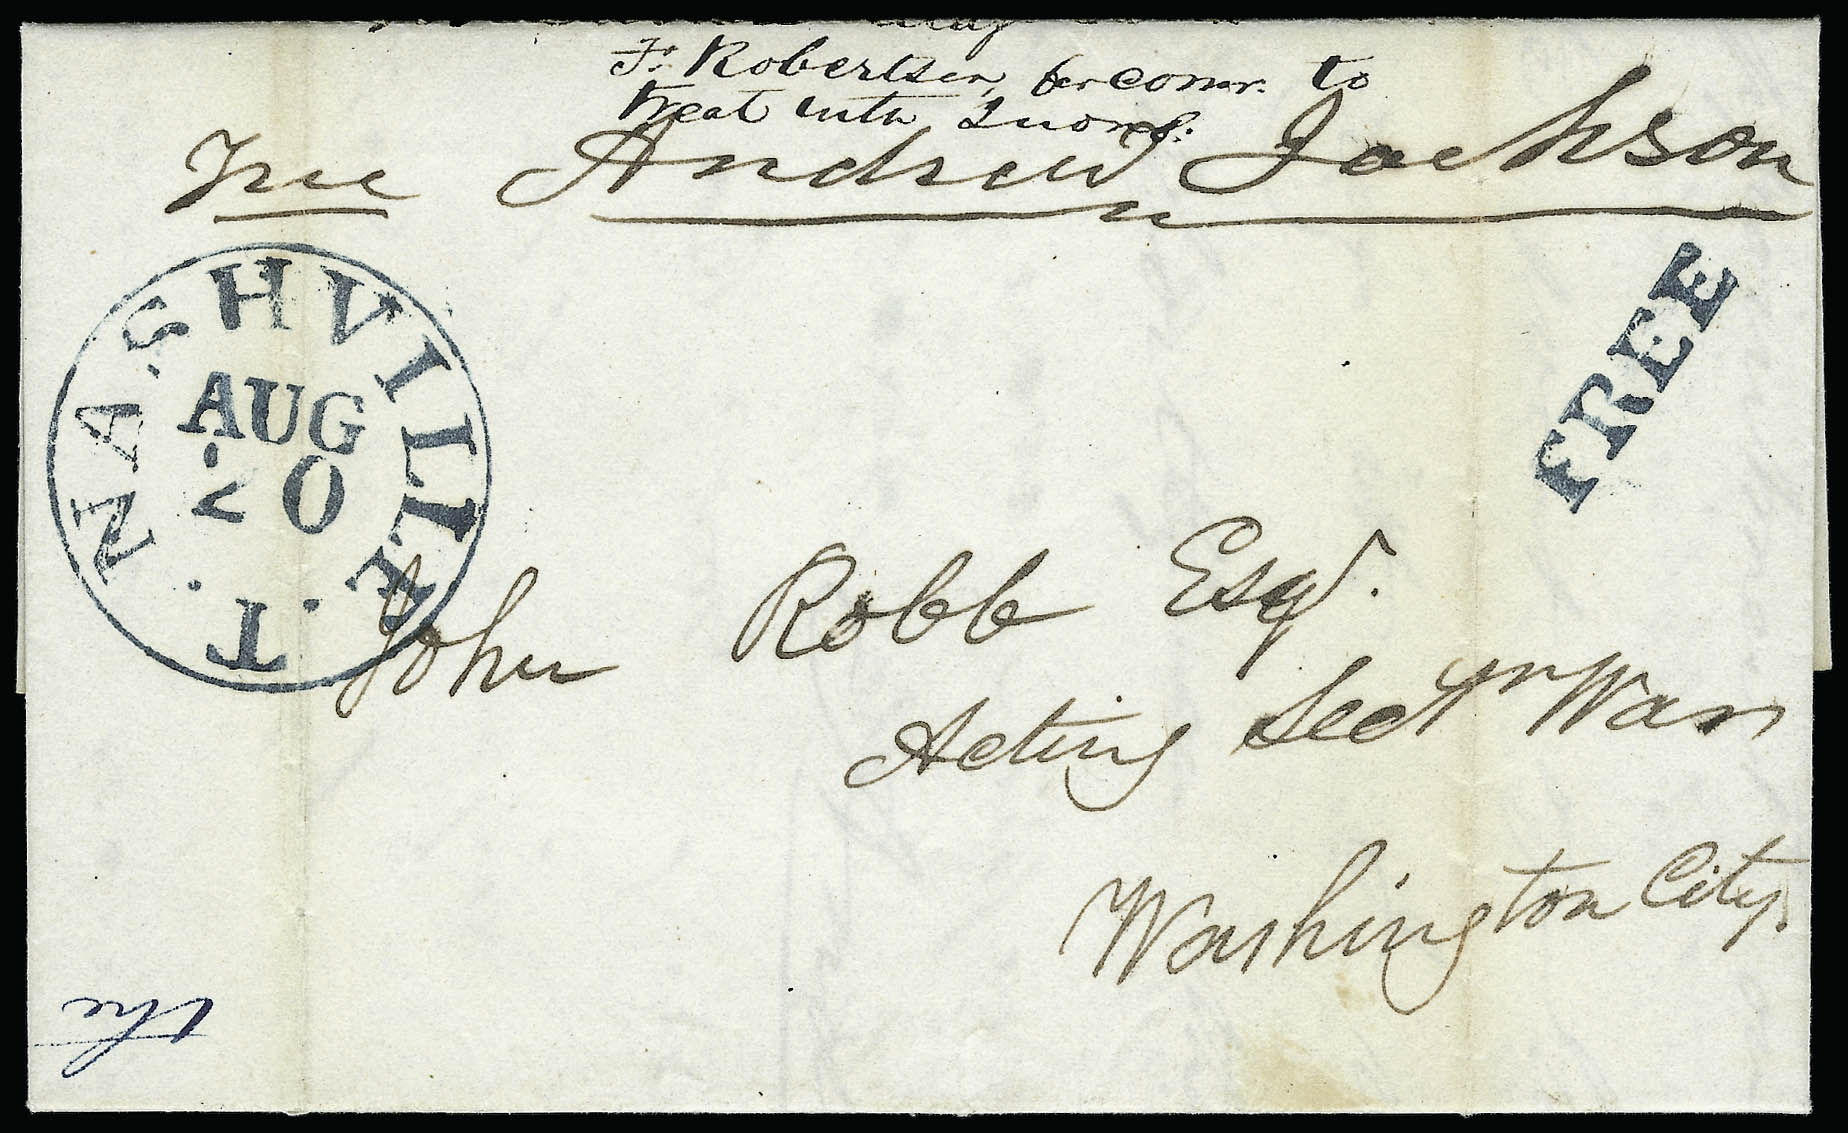 F. Robertson, for comr. to
treat with
Free Andrew Jackson
NASHVILLE . T .
AUG
20
FREE
John Robb Esqr.
Acting Secty War
Washington City.
the